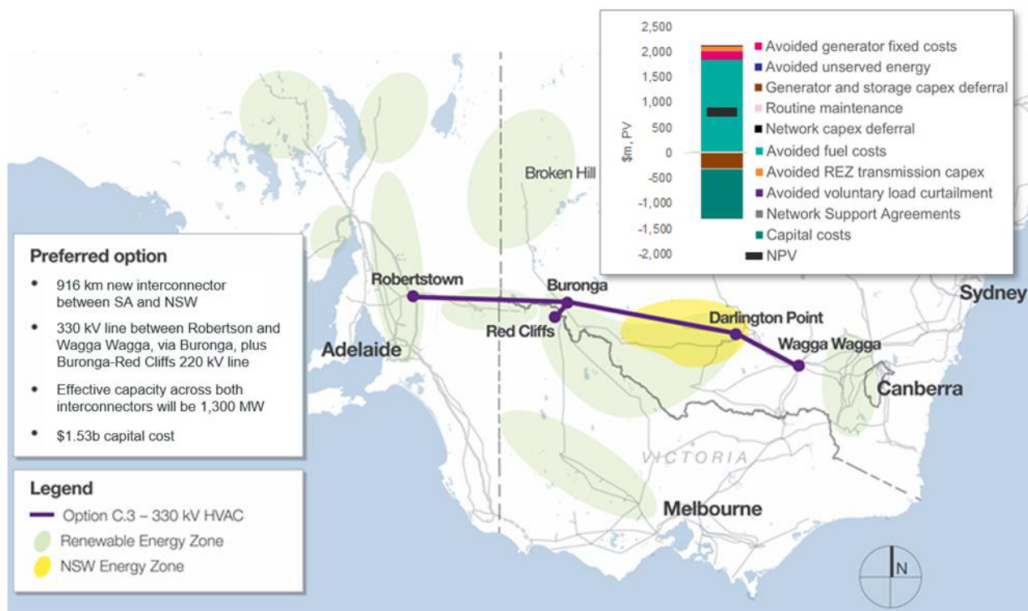 2,500
2,000
1,500
1,000
500
0
-500
-1,000
-1,500
-2,000
$m, PV
Avoided generator fixed costs
Avoided unserved energy
Generator and storage capex deferral
Routine maintenance
Network capex deferral
Avoided fuel costs
Avoided REZ transmission capex
Avoided voluntary load curtailment
Network Support Agreements
Capital costs
NPV
Broken Hill
Preferred option
• 916 km new interconnector
between SA and NSW
• 330 kV line between Robertson and
Wagga Wagga, via Buronga, plus
Buronga-Red Cliffs 220 kV line
• Effective capacity across both
interconnectors will be 1,300 MW
• $1.53b capital cost
Robertstown
Buronga
Red Cliffs
Darlington Point
Wagga Wagga
Sydney
Adelaide
Canberra
VICTORIA
Melbourne
Legend
Option C.3 – 330 kV HVAC
Renewable Energy Zone
NSW Energy Zone
N